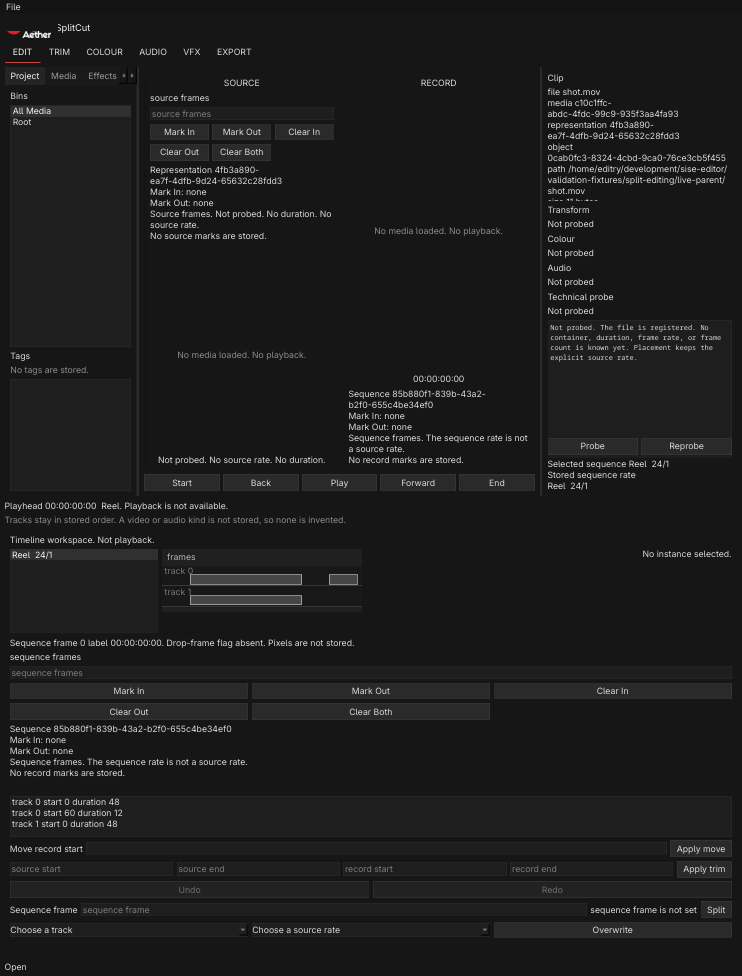 File
Aether
SplitCut
EDIT TRIM COLOUR AUDIO VFX EXPORT
Project Media Effects
Bins
All Media
Root
Tags
No tags are stored.
SOURCE
source frames
source frames
Mark In Mark Out Clear In
Clear Out Clear Both
Representation 4fb3a890-
ea7f-4dfb-9d24-65632c28fdd3
Mark In: none
Mark Out: none
Source frames. Not probed. No duration. No
source rate.
No source marks are stored.
No media loaded. No playback.
Not probed. No source rate. No duration.
RECORD
No media loaded. No playback.
00:00:00:00
Sequence 85b880f1-839b-43a2-
b2f0-655c4be34ef0
Mark In: none
Mark Out: none
Sequence frames. The sequence rate is not
a source rate.
No record marks are stored.
Start Back Play Forward End
Clip
file shot.mov
media c10c1ffc-
abdc-4fdc-99c9-935f3aa4fa93
representation 4fb3a890-
ea7f-4dfb-9d24-65632c28fdd3
object
0cab0fc3-8324-4cbd-9ca0-76ce3cb5f455
path /home/editry/development/sise-editor/
validation-fixtures/split-editing/live-parent/
shot.mov
size 11 bytes
Transform
Not probed
Colour
Not probed
Audio
Not probed
Technical probe
Not probed
Not probed. The file is registered. No
container, duration, frame rate, or frame
count is known yet. Placement keeps the
explicit source rate.
Probe Reprobe
Selected sequence Reel 24/1
Stored sequence rate
Reel 24/1
Playhead 00:00:00:00 Reel. Playback is not available.
Tracks stay in stored order. A video or audio kind is not stored, so none is invented.
Timeline workspace. Not playback.
Reel 24/1
frames
track 0
track 1
No instance selected.
Sequence frame 0 label 00:00:00:00. Drop-frame flag absent. Pixels are not stored.
sequence frames
sequence frames
Mark In Mark Out Clear In
Clear Out Clear Both
Sequence 85b880f1-839b-43a2-b2f0-655c4be34ef0
Mark In: none
Mark Out: none
Sequence frames. The sequence rate is not a source rate.
No record marks are stored.
track 0 start 0 duration 48
track 0 start 60 duration 12
track 1 start 0 duration 48
Move record start Apply move
source start source end record start record end Apply trim
Undo Redo
Sequence frame sequence frame sequence frame is not set Split
Choose a track Choose a source rate Overwrite
Open